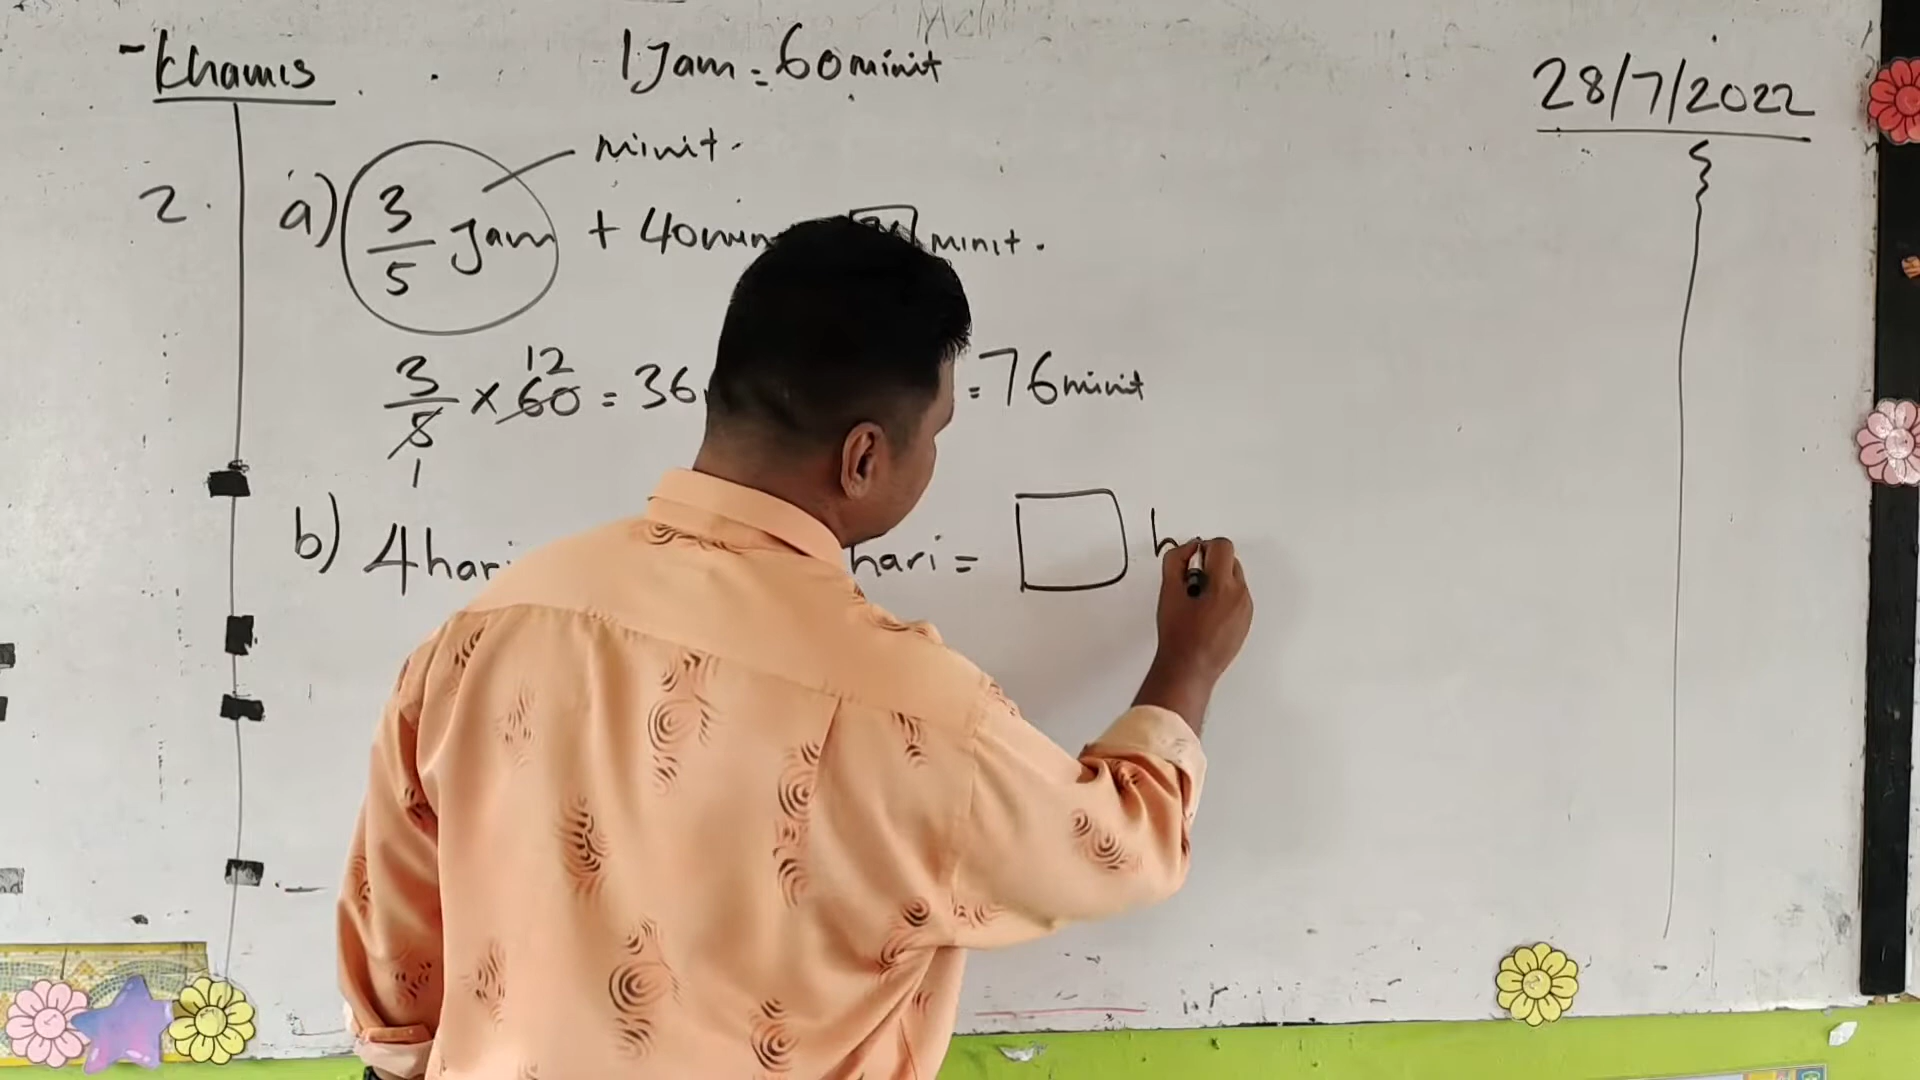 -Khamis 1 Jam = 60 minit 28/7/2022
minit.
2. a) 3/5 Jam + 40 minit.
3/5 x 60 = 36 = 76 minit
12
1
b) 4 hari hari =